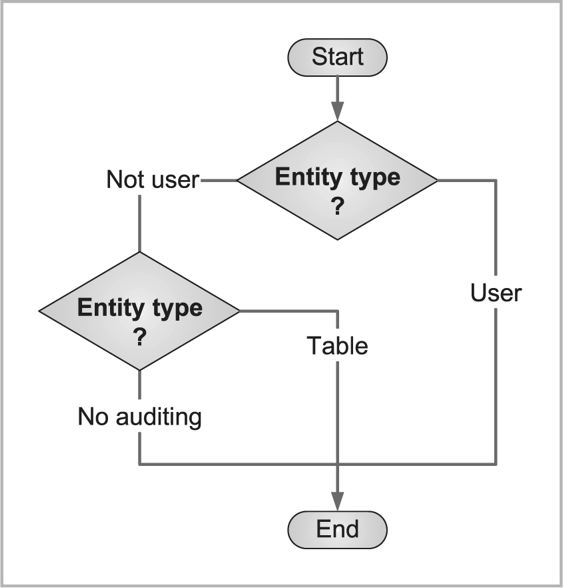 Start
Entity type
?
Not user
User
Entity type
?
Table
No auditing
End